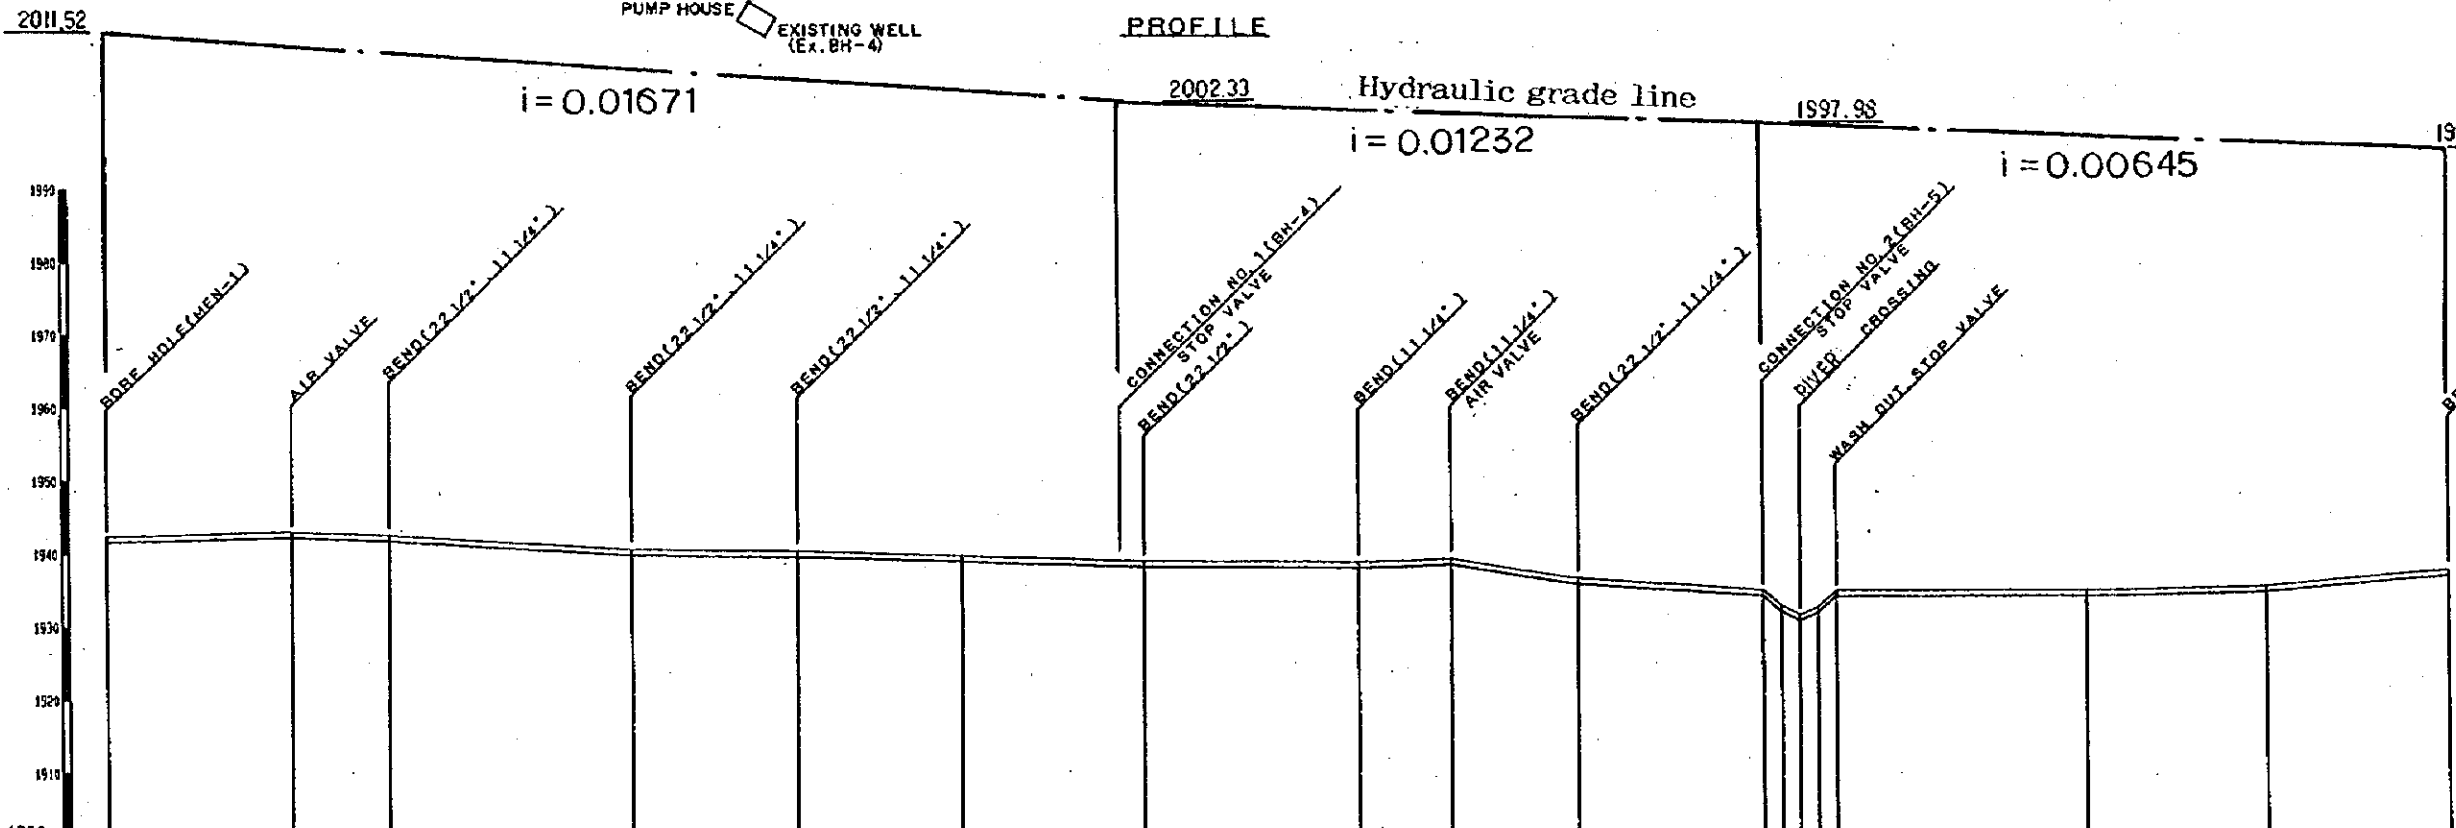 PUMP HOUSE
EXISTING WELL
(Ex. BH-4)
PROFILE
2011.52
i=0.01671
2002.33
Hydraulic grade line
i=0.01232
1997.98
i=0.00645
19
1990
1980
1970
1960
1950
1940
1930
1920
1910
BORE HOLE(MEN-1)
AIR VALVE
BEND(22 1/2°, 11 1/4°)
BEND(22 1/2°, 11 1/4°)
BEND(22 1/2°, 11 1/4°)
CONNECTION NO. 1(BH-4)
STOP VALVE
BEND(22 1/2°)
BEND(11 1/4°)
BEND(11 1/4°)
AIR VALVE
BEND(22 1/2°, 11 1/4°)
CONNECTION NO. 2(BH-5)
STOP VALVE
RIVER CROSSING
WASH OUT STOP VALVE